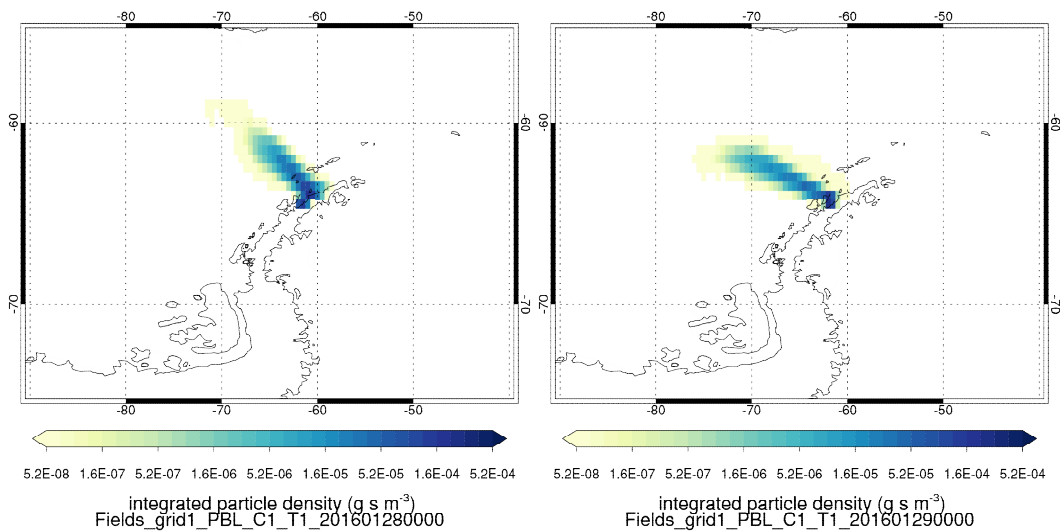 -80 -70 -60 -50
-60 -60
-70 -70
-80 -70 -60 -50
5.2E-08 1.6E-07 5.2E-07 1.6E-06 5.2E-06 1.6E-05 5.2E-05 1.6E-04 5.2E-04
integrated particle density (g s m⁻³)
Fields_grid1_PBL_C1_T1_201601280000
-80 -70 -60 -50
-60 -60
-70 -70
-80 -70 -60 -50
5.2E-08 1.6E-07 5.2E-07 1.6E-06 5.2E-06 1.6E-05 5.2E-05 1.6E-04 5.2E-04
integrated particle density (g s m⁻³)
Fields_grid1_PBL_C1_T1_201601290000